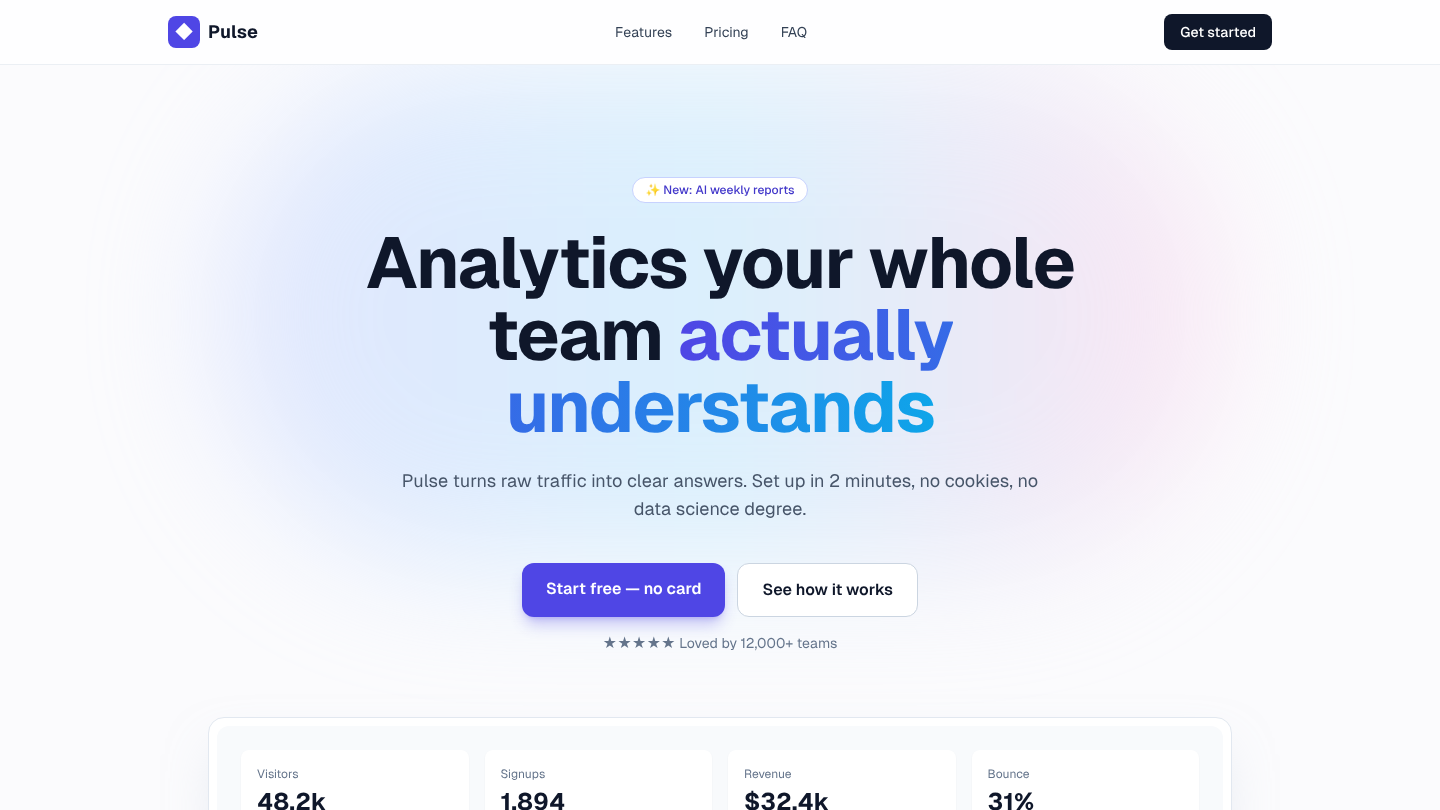 Pulse
Features
Pricing
FAQ
Get started
✨ New: AI weekly reports
Analytics your whole
team actually
understands
Pulse turns raw traffic into clear answers. Set up in 2 minutes, no cookies, no
data science degree.
Start free — no card
See how it works
★★★★★ Loved by 12,000+ teams
Visitors
48.2k
Signups
1,894
Revenue
$32.4k
Bounce
31%